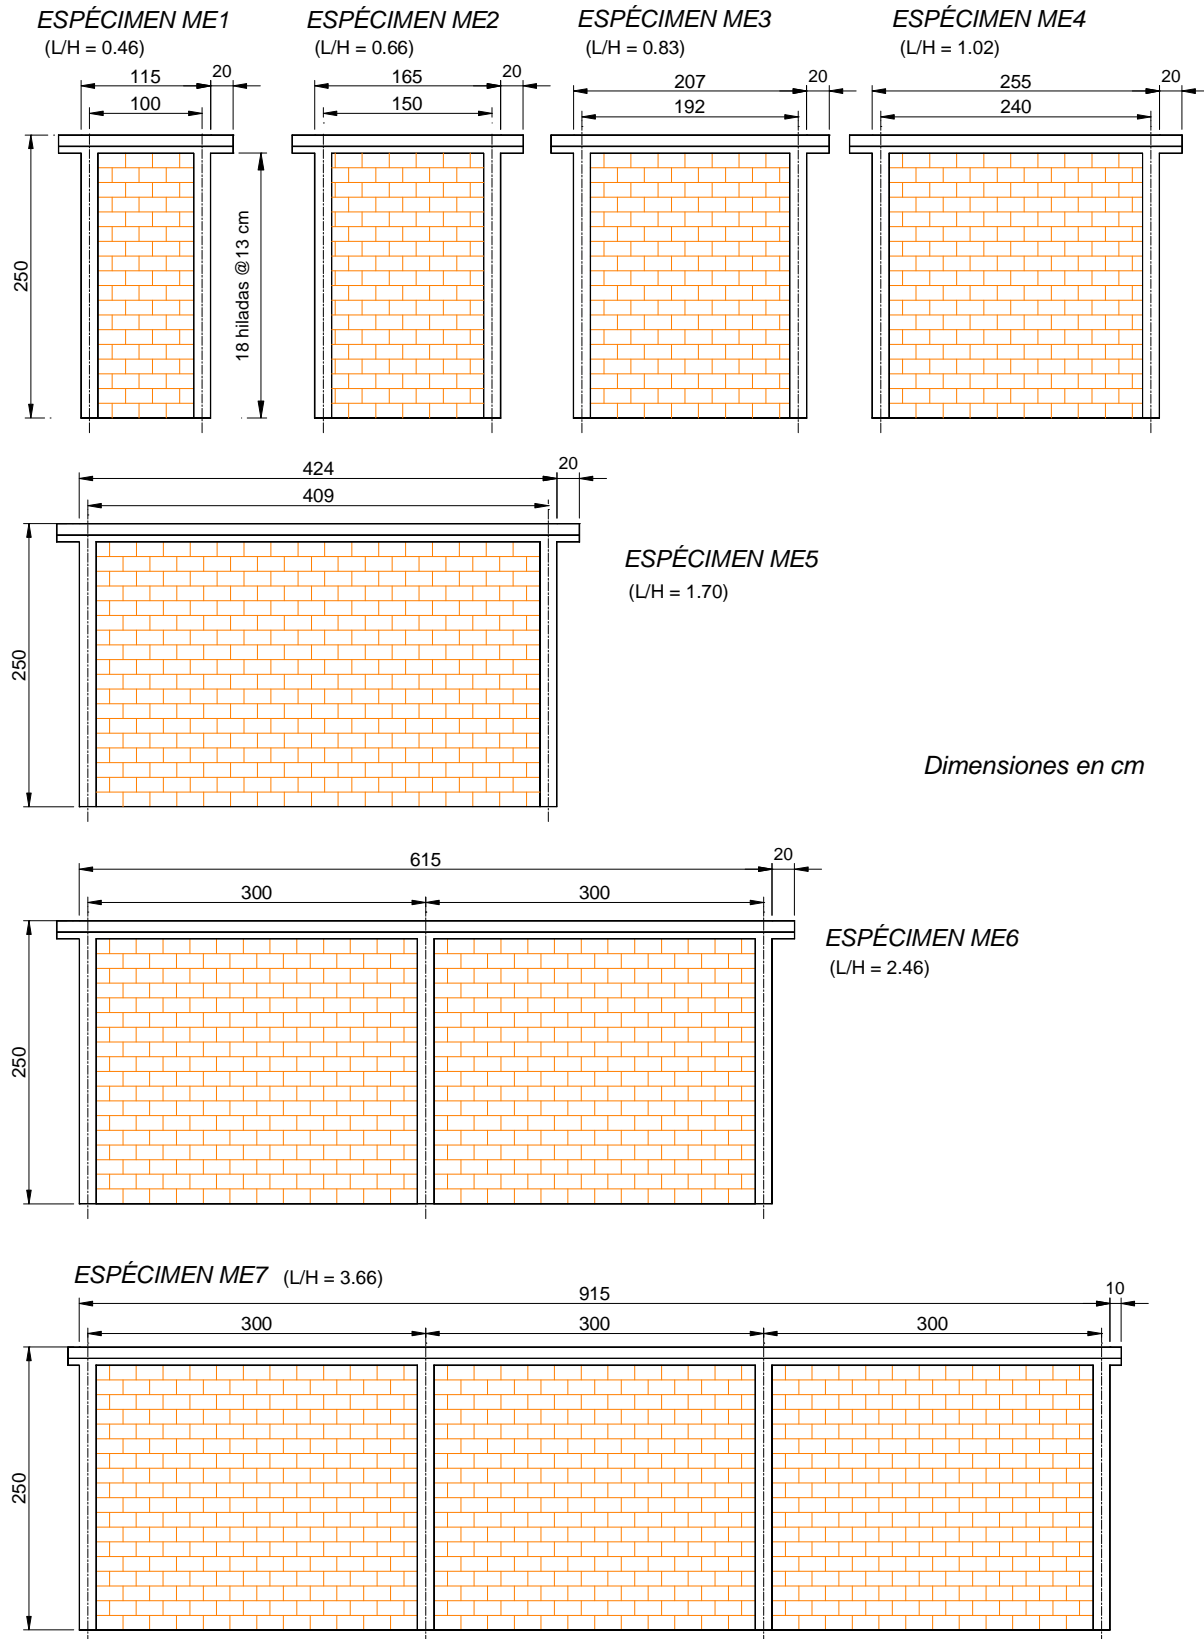 ESPÉCIMEN ME1
(L/H = 0.46)
115
20
100
250
18 hiladas @13 cm
ESPÉCIMEN ME2
(L/H = 0.66)
165
20
150
ESPÉCIMEN ME3
(L/H = 0.83)
207
20
192
ESPÉCIMEN ME4
(L/H = 1.02)
255
20
240
424
20
409
250
ESPÉCIMEN ME5
(L/H = 1.70)
Dimensiones en cm
615
20
300
300
250
ESPÉCIMEN ME6
(L/H = 2.46)
ESPÉCIMEN ME7 (L/H = 3.66)
915
10
300
300
300
250